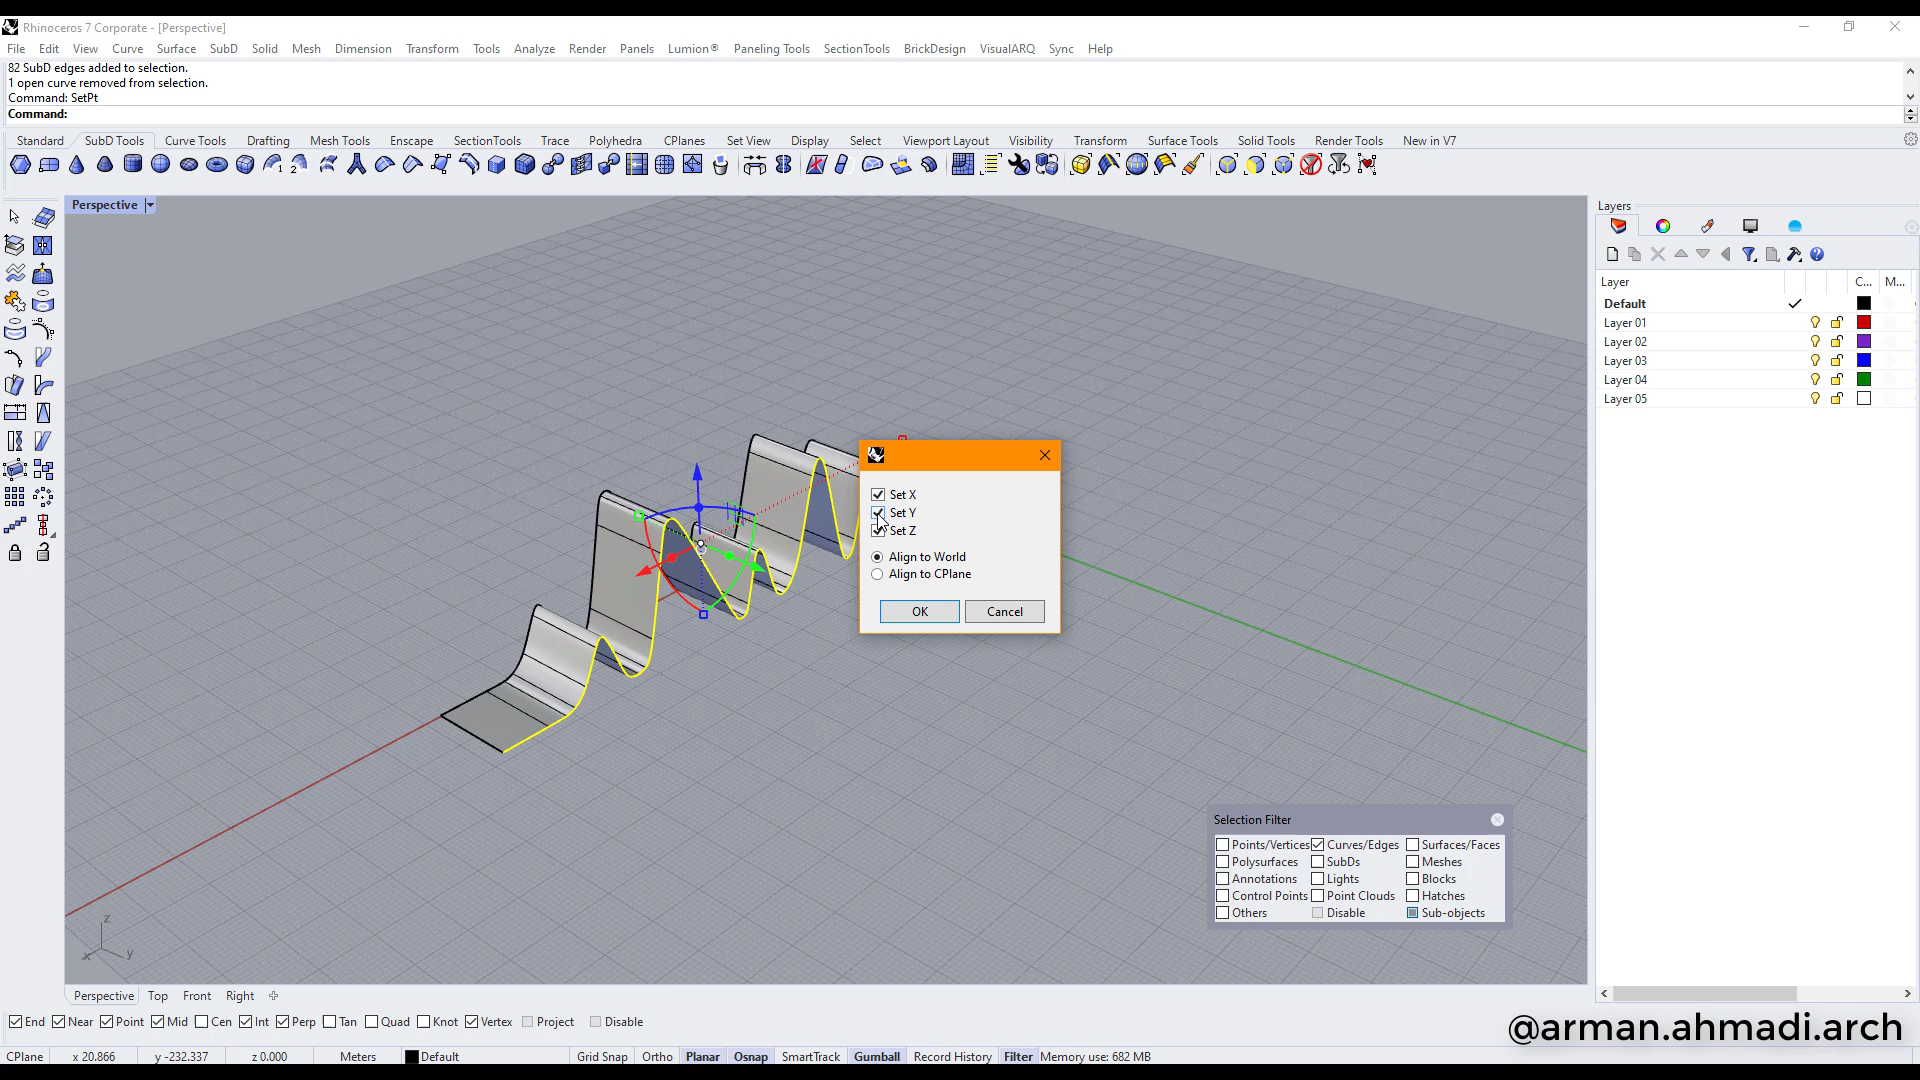 Rhinoceros 7 Corporate - [Perspective]
File Edit View Curve Surface SubD Solid Mesh Dimension Transform Tools Analyze Render Panels Lumion® Paneling Tools SectionTools BrickDesign VisualARQ Sync Help
82 SubD edges added to selection.
1 open curve removed from selection.
Command: SetPt
Command:
Standard SubD Tools Curve Tools Drafting Mesh Tools Enscape SectionTools Trace Polyhedra CPlanes Set View Display Select Viewport Layout Visibility Transform Surface Tools Solid Tools Render Tools New in V7
Perspective
Layers
Layer C... M...
Default
Layer 01
Layer 02
Layer 03
Layer 04
Layer 05
Set X
Set Y
Set Z
Align to World
Align to CPlane
OK Cancel
Selection Filter
Points/Vertices Curves/Edges Surfaces/Faces
Polysurfaces SubDs Meshes
Annotations Lights Blocks
Control Points Point Clouds Hatches
Others Disable Sub-objects
z
x y
Perspective Top Front Right
End Near Point Mid Cen Int Perp Tan Quad Knot Vertex Project Disable
@arman.ahmadi.arch
CPlane x 20.866 y -232.337 z 0.000 Meters Default Grid Snap Ortho Planar Osnap SmartTrack Gumball Record History Filter Memory use: 682 MB